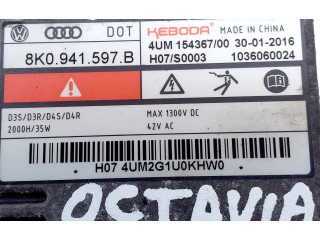 DOT KEBODA MADE IN CHINA
8K0.941.597.B 4UM 154367/00 30-01-2016
H07/S0003 1036060024
D3S/D3R/D4S/D4R MAX 1300V DC
2000H/35W 42V AC
H07 4UM2G1U0KHW0
OCTAVIA